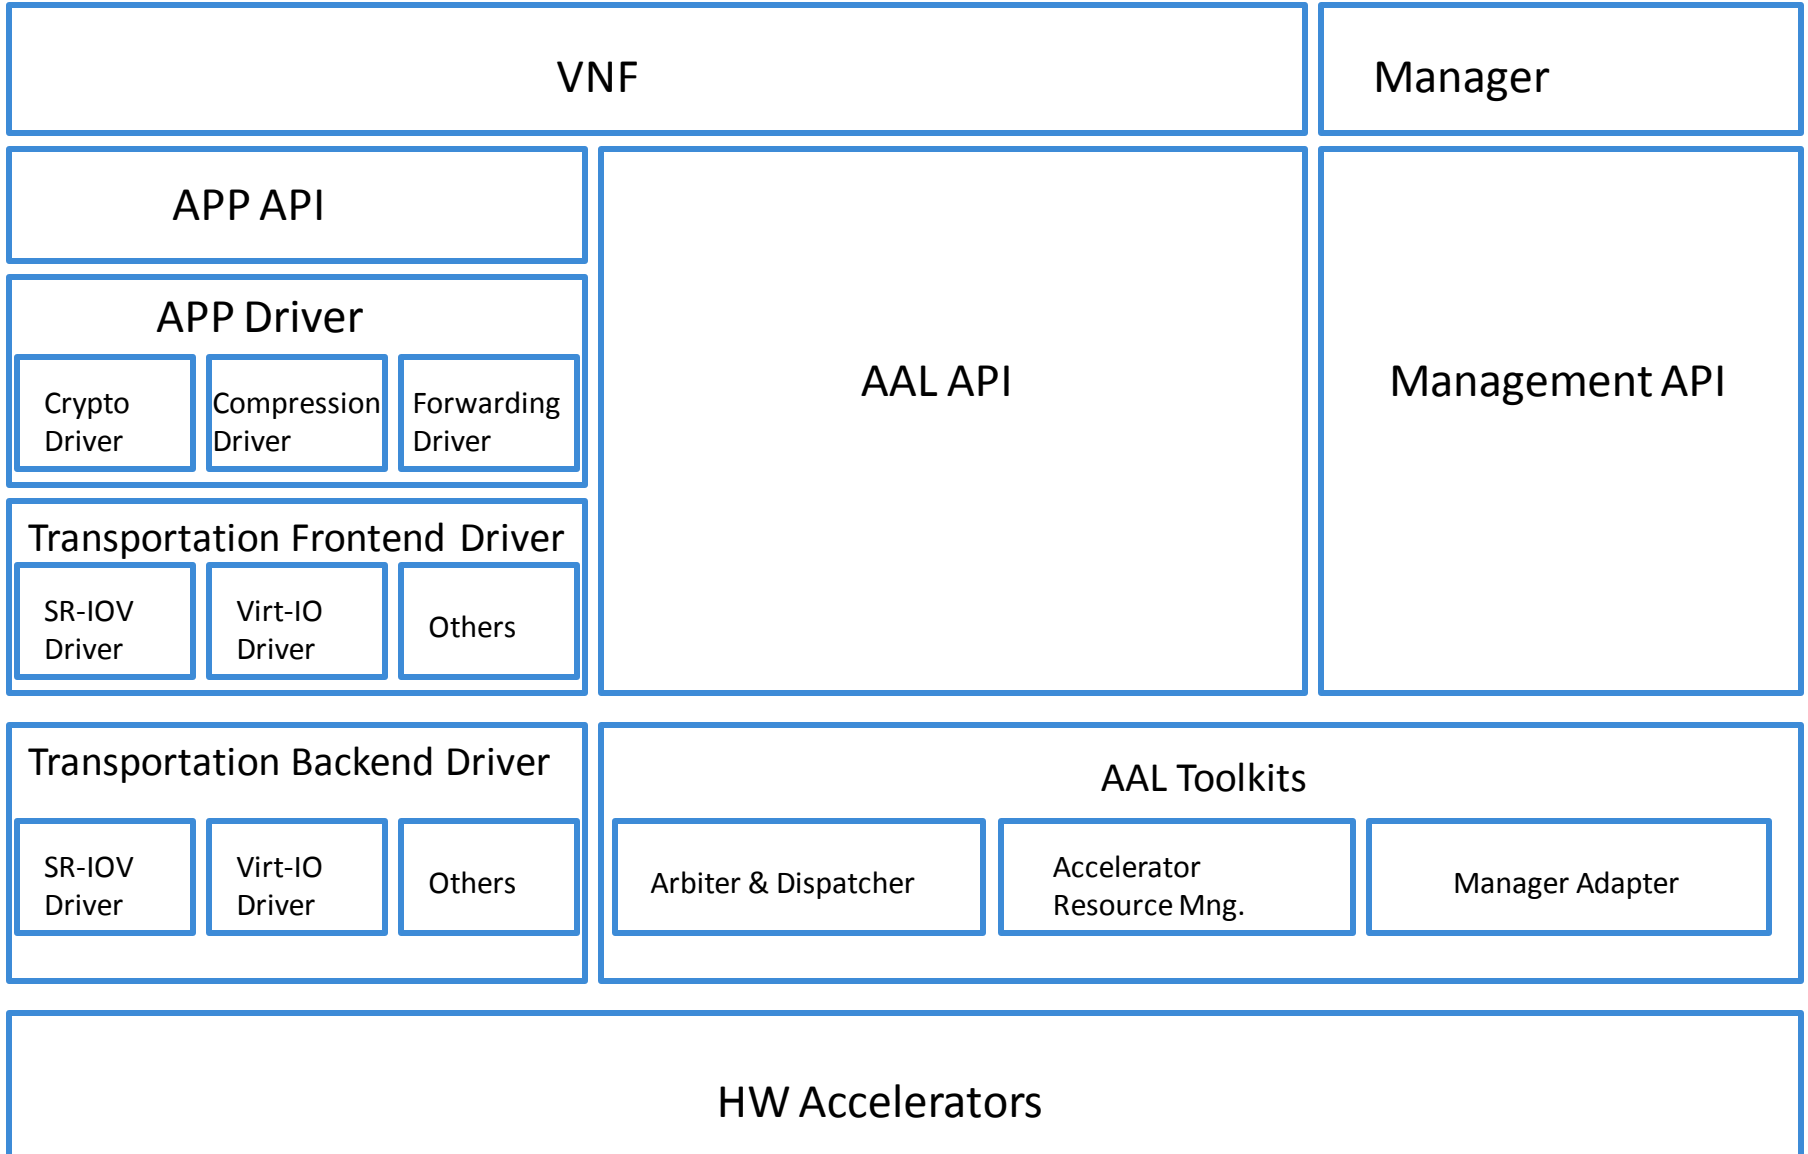 VNF
Manager
APP API
APP Driver
Crypto
Driver
Compression
Driver
Forwarding
Driver
AAL API
Management API
Transportation Frontend Driver
SR-IOV
Driver
Virt-IO
Driver
Others
Transportation Backend Driver
SR-IOV
Driver
Virt-IO
Driver
Others
AAL Toolkits
Arbiter & Dispatcher
Accelerator
Resource Mng.
Manager Adapter
HW Accelerators